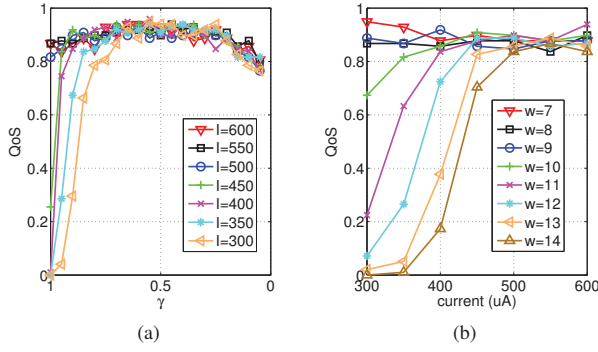 1
0.8
0.6
0.4
0.2
0
QoS
1
0.5
0
γ
I=600
I=550
I=500
I=450
I=400
I=350
I=300
(a)
1
0.8
0.6
0.4
0.2
0
QoS
300
400
500
600
current (uA)
w=7
w=8
w=9
w=10
w=11
w=12
w=13
w=14
(b)